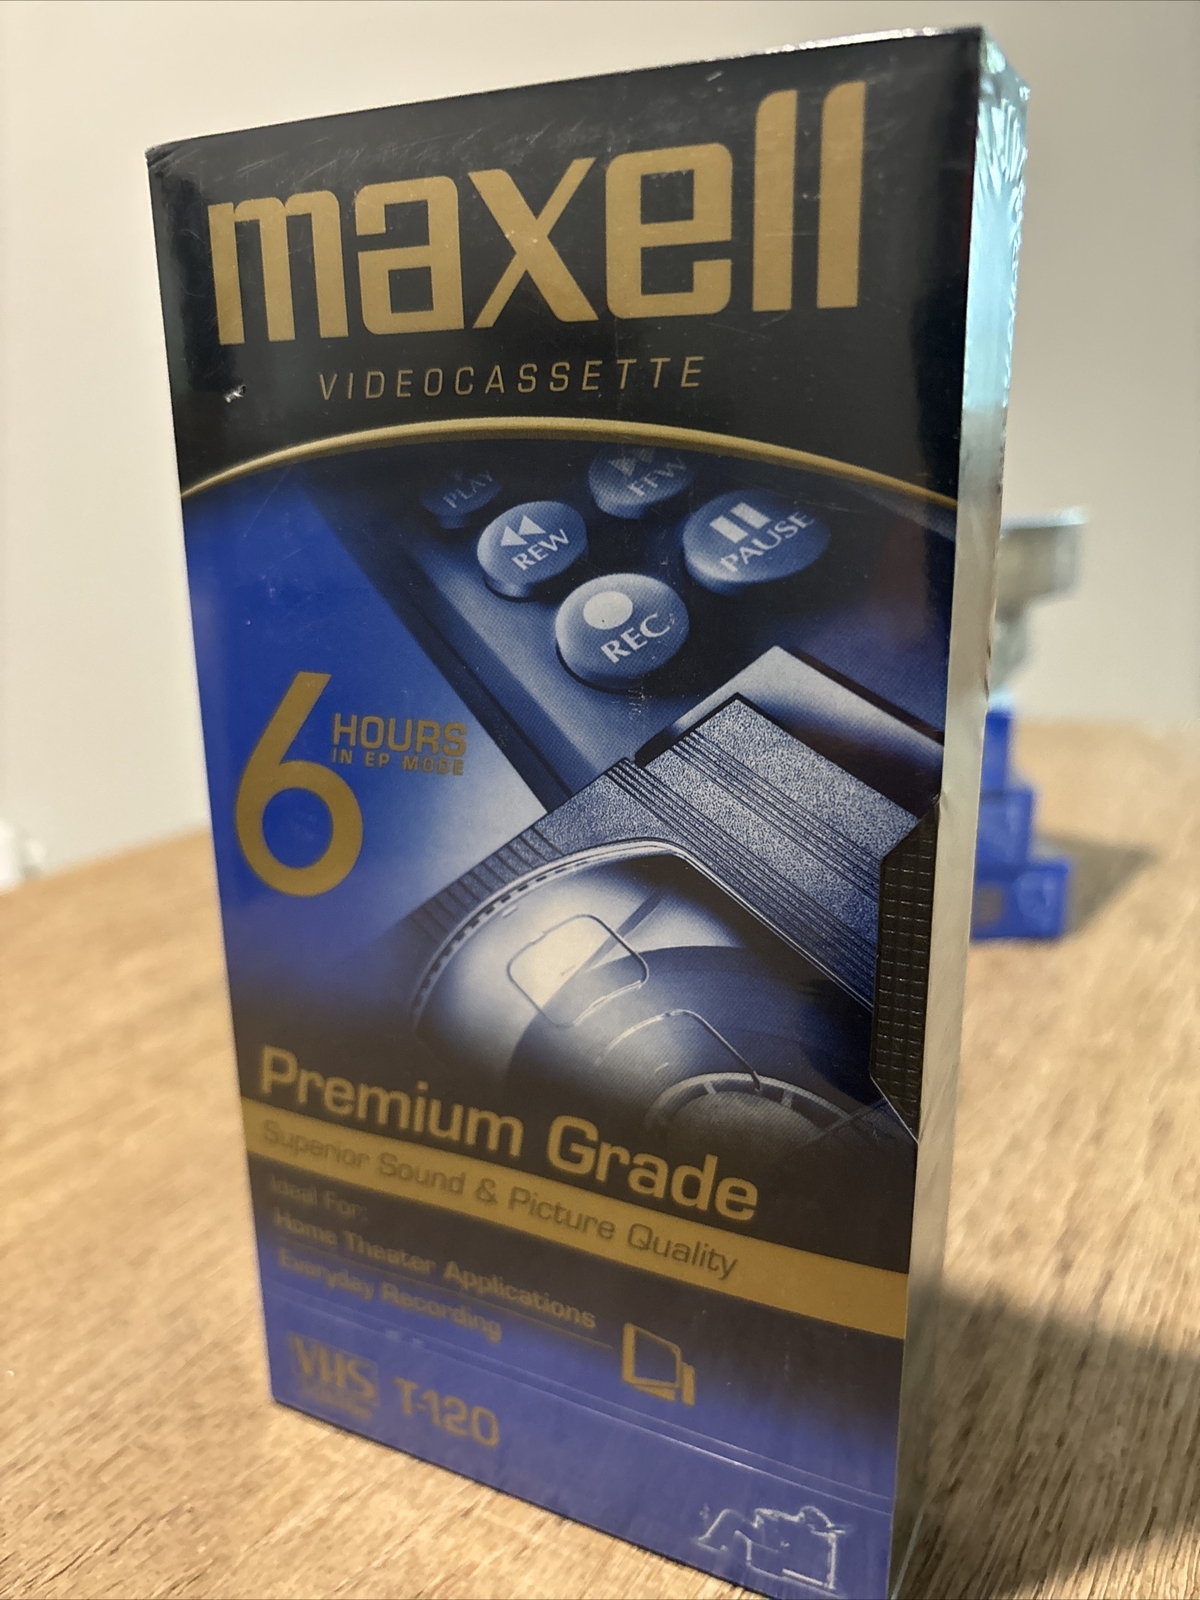 maxell
VIDEOCASSETTE
PLAY
FFW
REW
PAUSE
REC
6 HOURS
IN EP MODE
Premium Grade
Superior Sound & Picture Quality
Ideal For:
Home Theater Applications
Everyday Recording
VHS T-120